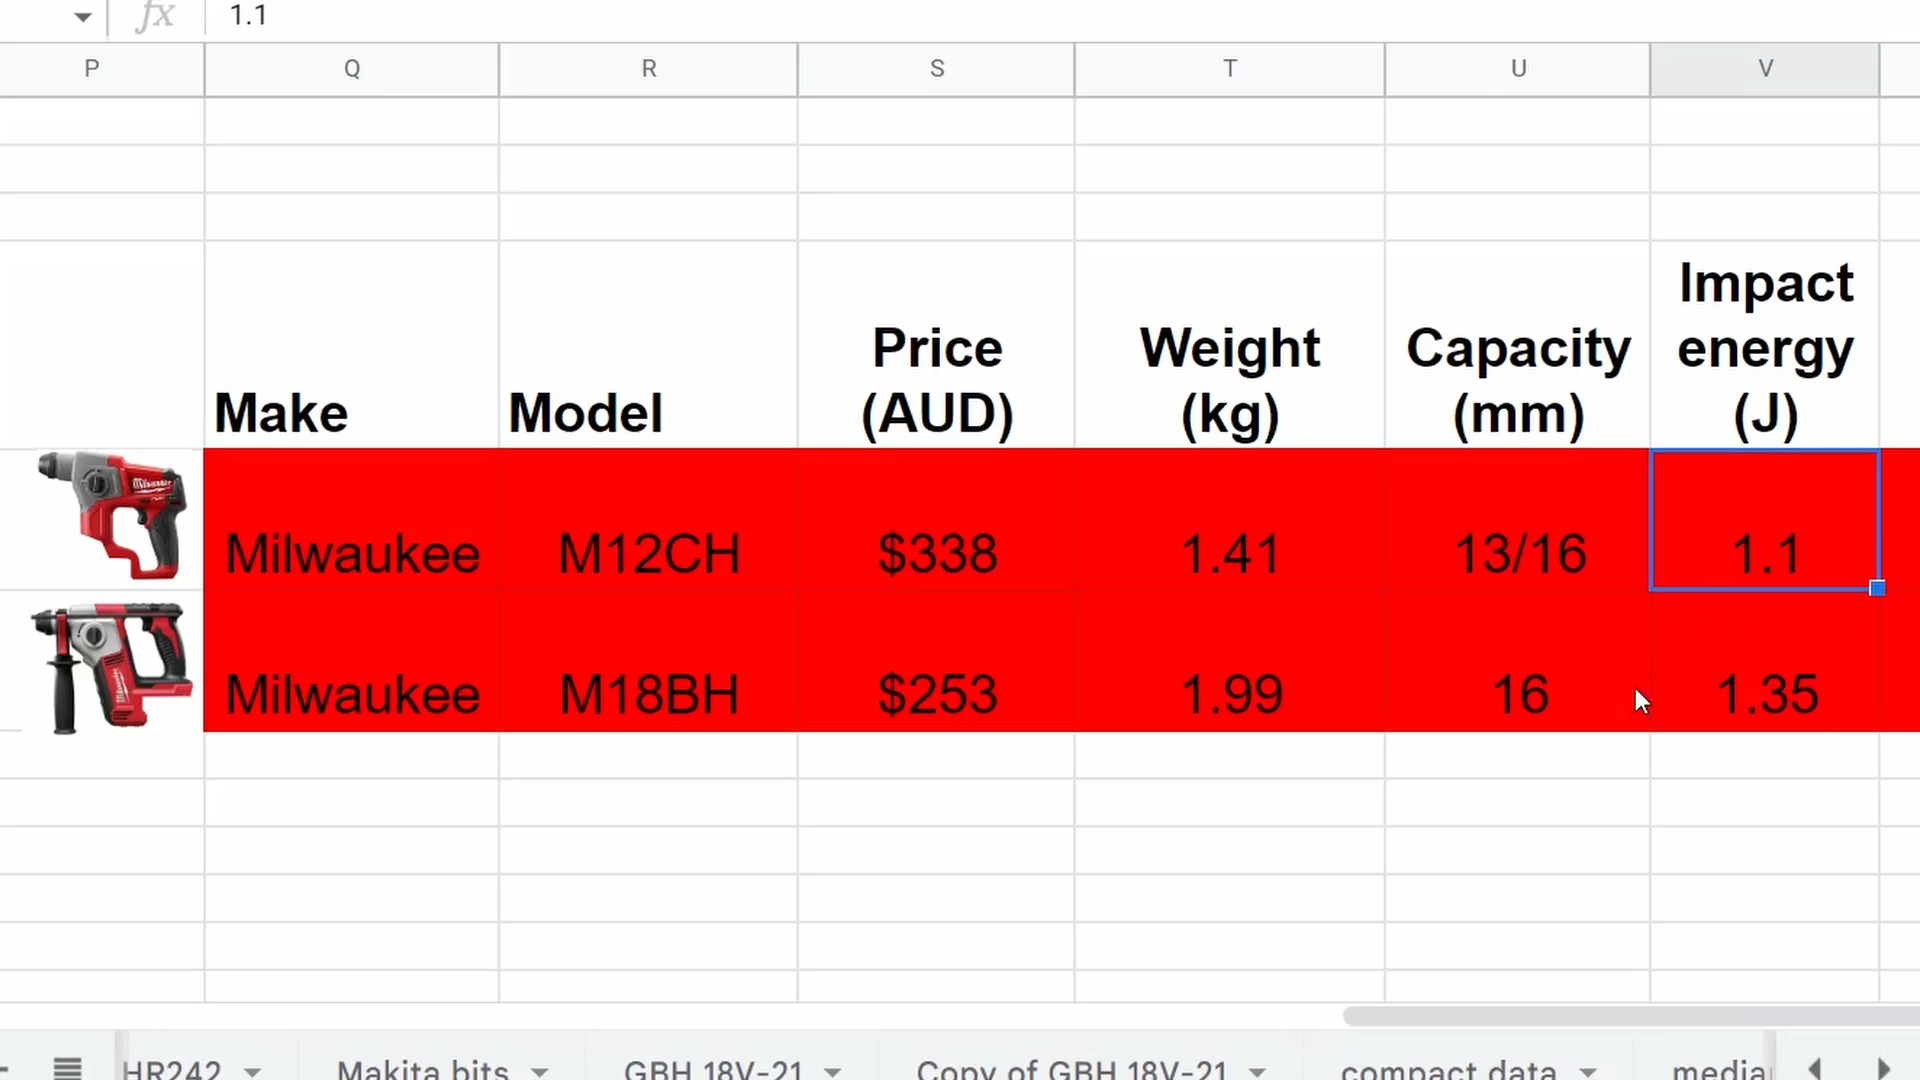 fx 1.1
P Q R S T U V
Impact
Price Weight Capacity energy
Make Model (AUD) (kg) (mm) (J)
Milwaukee M12CH $338 1.41 13/16 1.1
Milwaukee M18BH $253 1.99 16 1.35
HR242 Makita bits GBH 18V-21 Copy of GBH 18V-21 compact data media